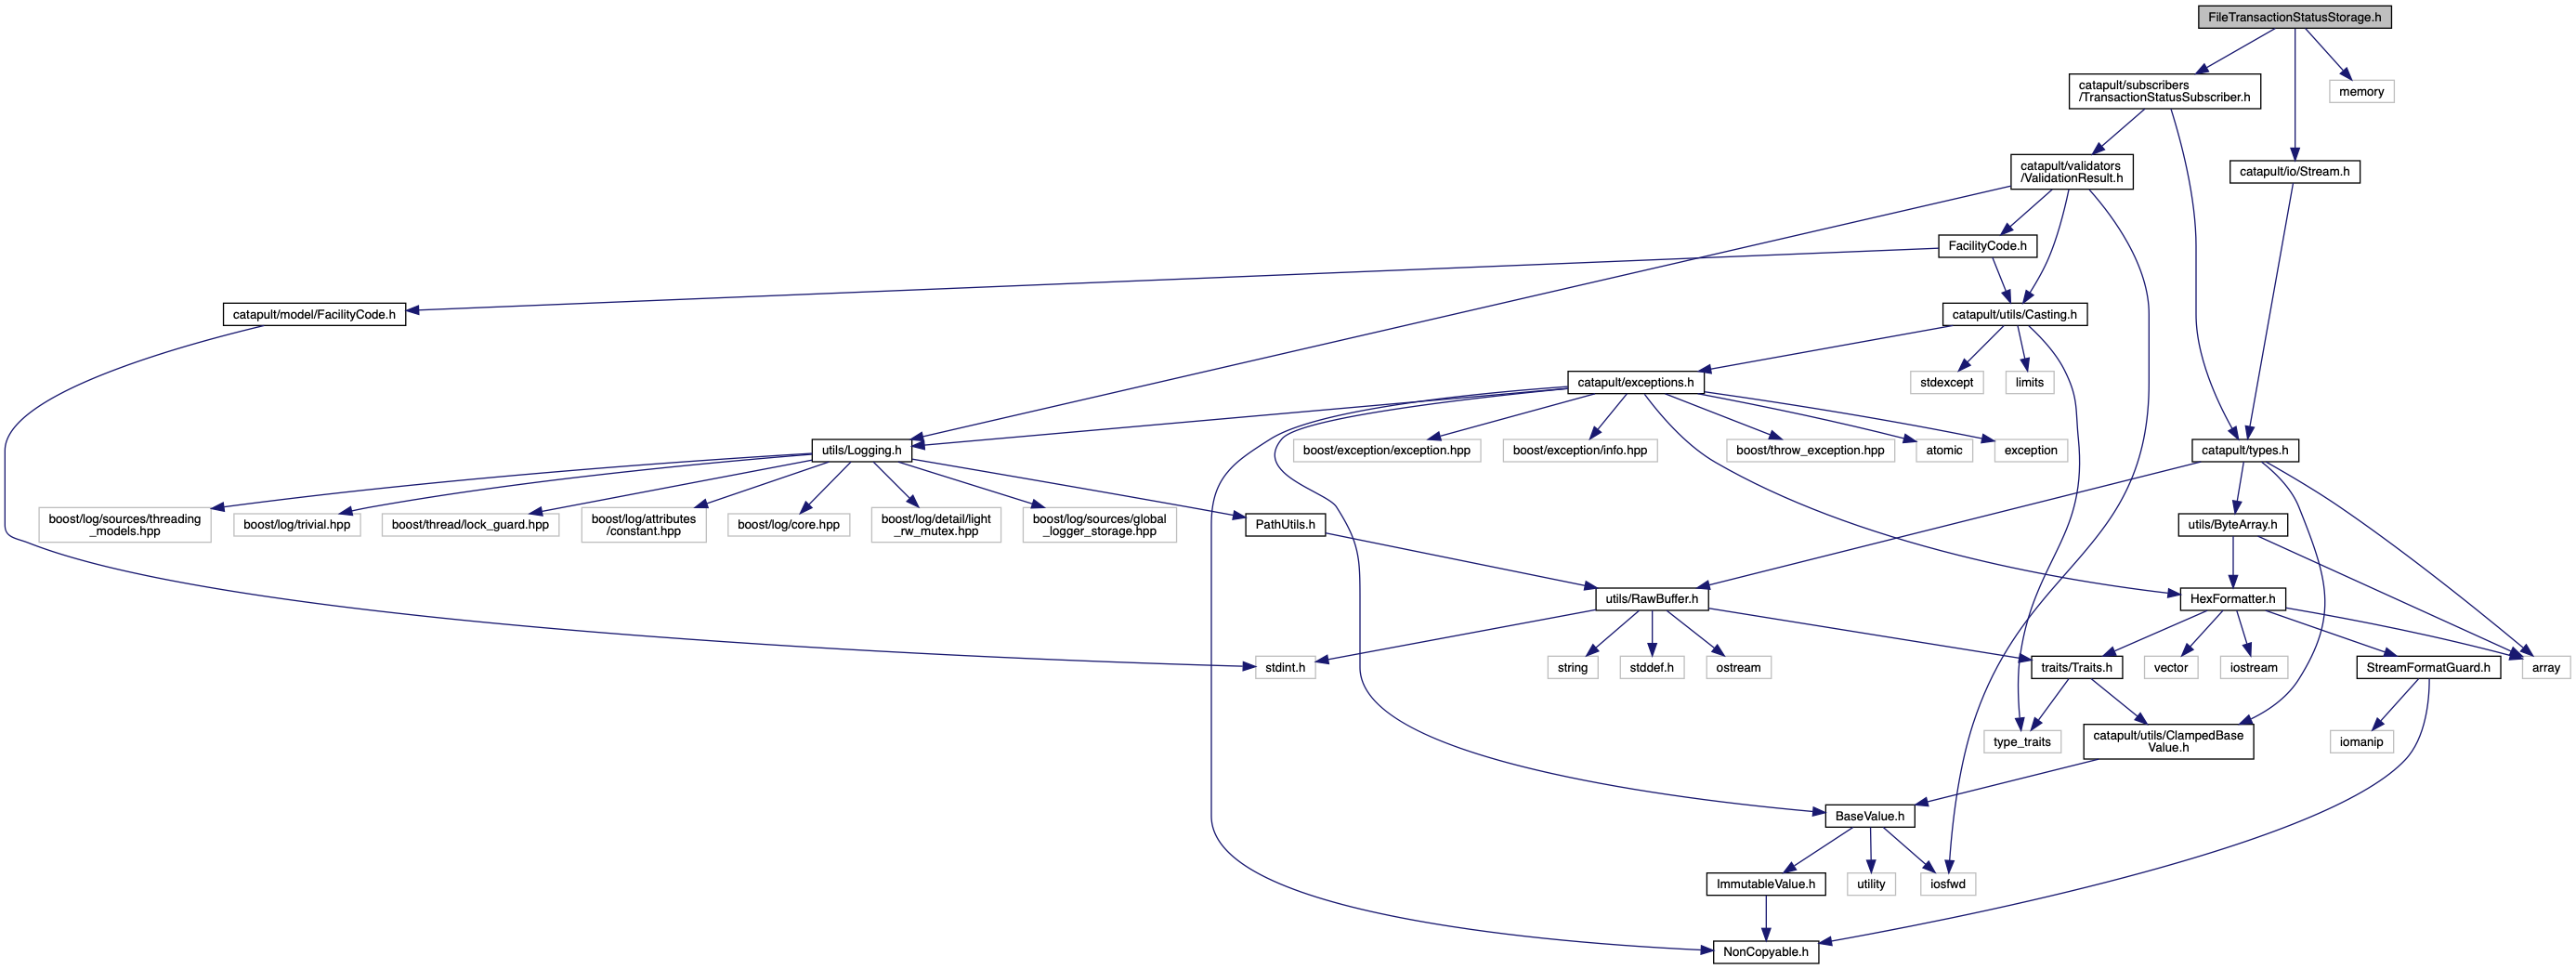 FileTransactionStatusStorage.h
catapult/subscribers
/TransactionStatusSubscriber.h
memory
catapult/validators
/ValidationResult.h
catapult/io/Stream.h
FacilityCode.h
catapult/model/FacilityCode.h
catapult/utils/Casting.h
catapult/exceptions.h
stdexcept
limits
utils/Logging.h
boost/exception/exception.hpp
boost/exception/info.hpp
boost/throw_exception.hpp
atomic
exception
catapult/types.h
boost/log/sources/threading
_models.hpp
boost/log/trivial.hpp
boost/thread/lock_guard.hpp
boost/log/attributes
/constant.hpp
boost/log/core.hpp
boost/log/detail/light
_rw_mutex.hpp
boost/log/sources/global
_logger_storage.hpp
PathUtils.h
utils/ByteArray.h
utils/RawBuffer.h
HexFormatter.h
stdint.h
string
stddef.h
ostream
traits/Traits.h
vector
iostream
StreamFormatGuard.h
array
type_traits
catapult/utils/ClampedBase
Value.h
iomanip
BaseValue.h
ImmutableValue.h
utility
iosfwd
NonCopyable.h